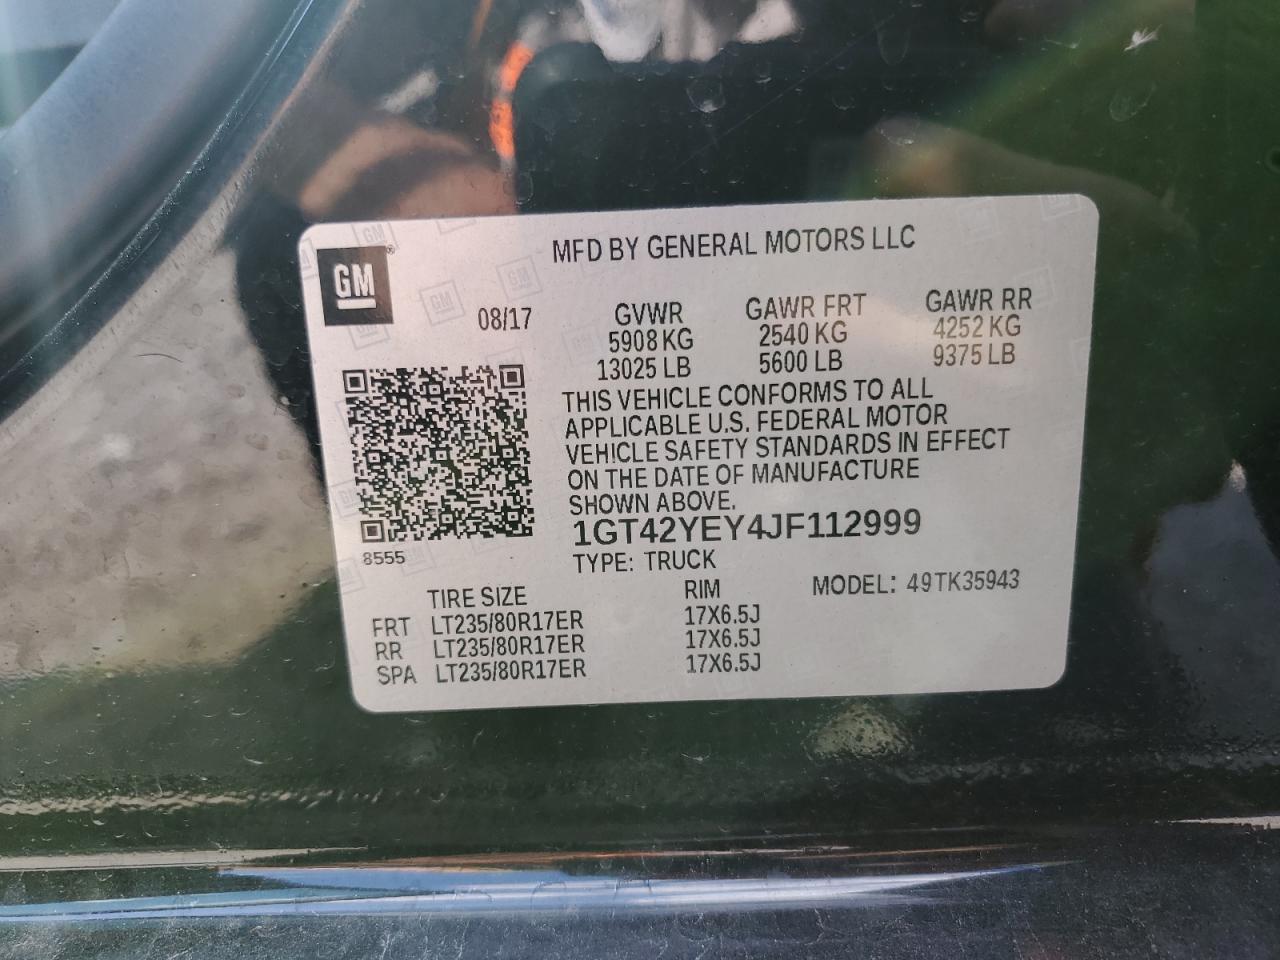 MFD BY GENERAL MOTORS LLC
GM ®
08/17 GVWR GAWR FRT GAWR RR
5908 KG 2540 KG 4252 KG
13025 LB 5600 LB 9375 LB
THIS VEHICLE CONFORMS TO ALL
APPLICABLE U.S. FEDERAL MOTOR
VEHICLE SAFETY STANDARDS IN EFFECT
ON THE DATE OF MANUFACTURE
SHOWN ABOVE.
1GT42YEY4JF112999
8555
TYPE: TRUCK
TIRE SIZE RIM MODEL: 49TK35943
FRT LT235/80R17ER 17X6.5J
RR LT235/80R17ER 17X6.5J
SPA LT235/80R17ER 17X6.5J